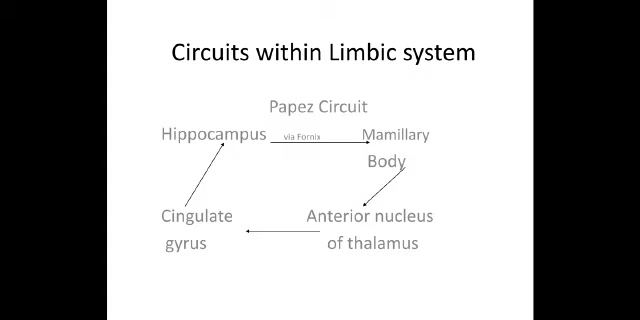 Circuits within Limbic system
Papez Circuit
Hippocampus via Fornix Mamillary
Body
Cingulate Anterior nucleus
gyrus of thalamus